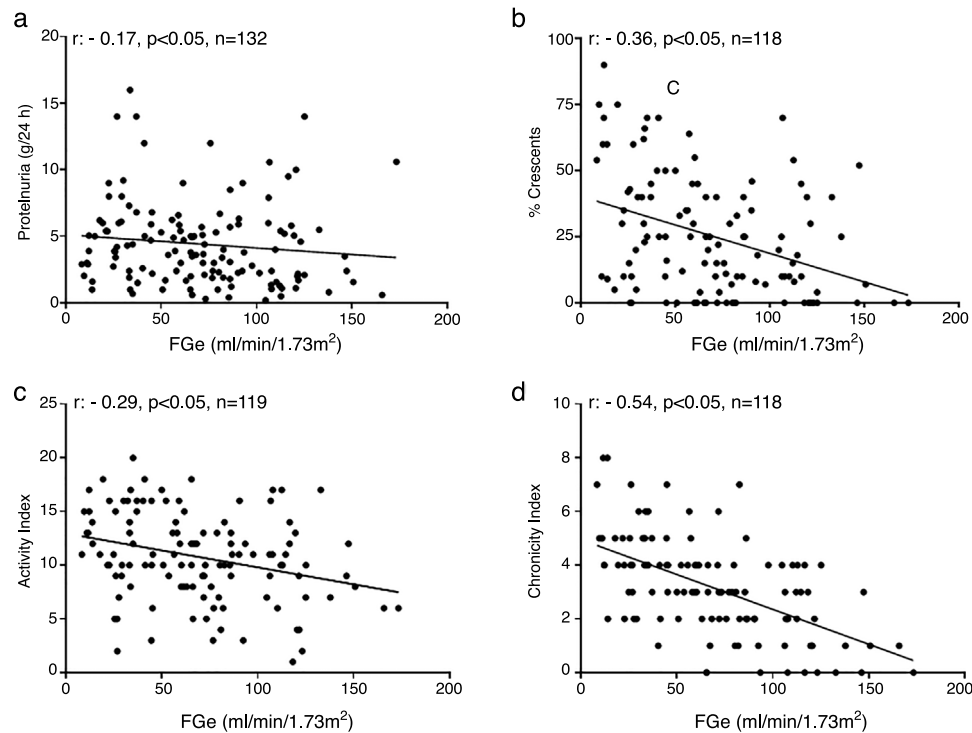 a
r: - 0.17, p<0.05, n=132
20
15
10
5
0
Protelnuria (g/24 h)
0 50 100 150 200
FGe (ml/min/1.73m²)
b
r: - 0.36, p<0.05, n=118
100
75
50
25
0
% Crescents
C
0 50 100 150 200
FGe (ml/min/1.73m²)
c
r: - 0.29, p<0.05, n=119
25
20
15
10
5
0
Activity Index
0 50 100 150 200
FGe (ml/min/1.73m²)
d
r: - 0.54, p<0.05, n=118
10
8
6
4
2
0
Chronicity Index
0 50 100 150 200
FGe (ml/min/1.73m²)